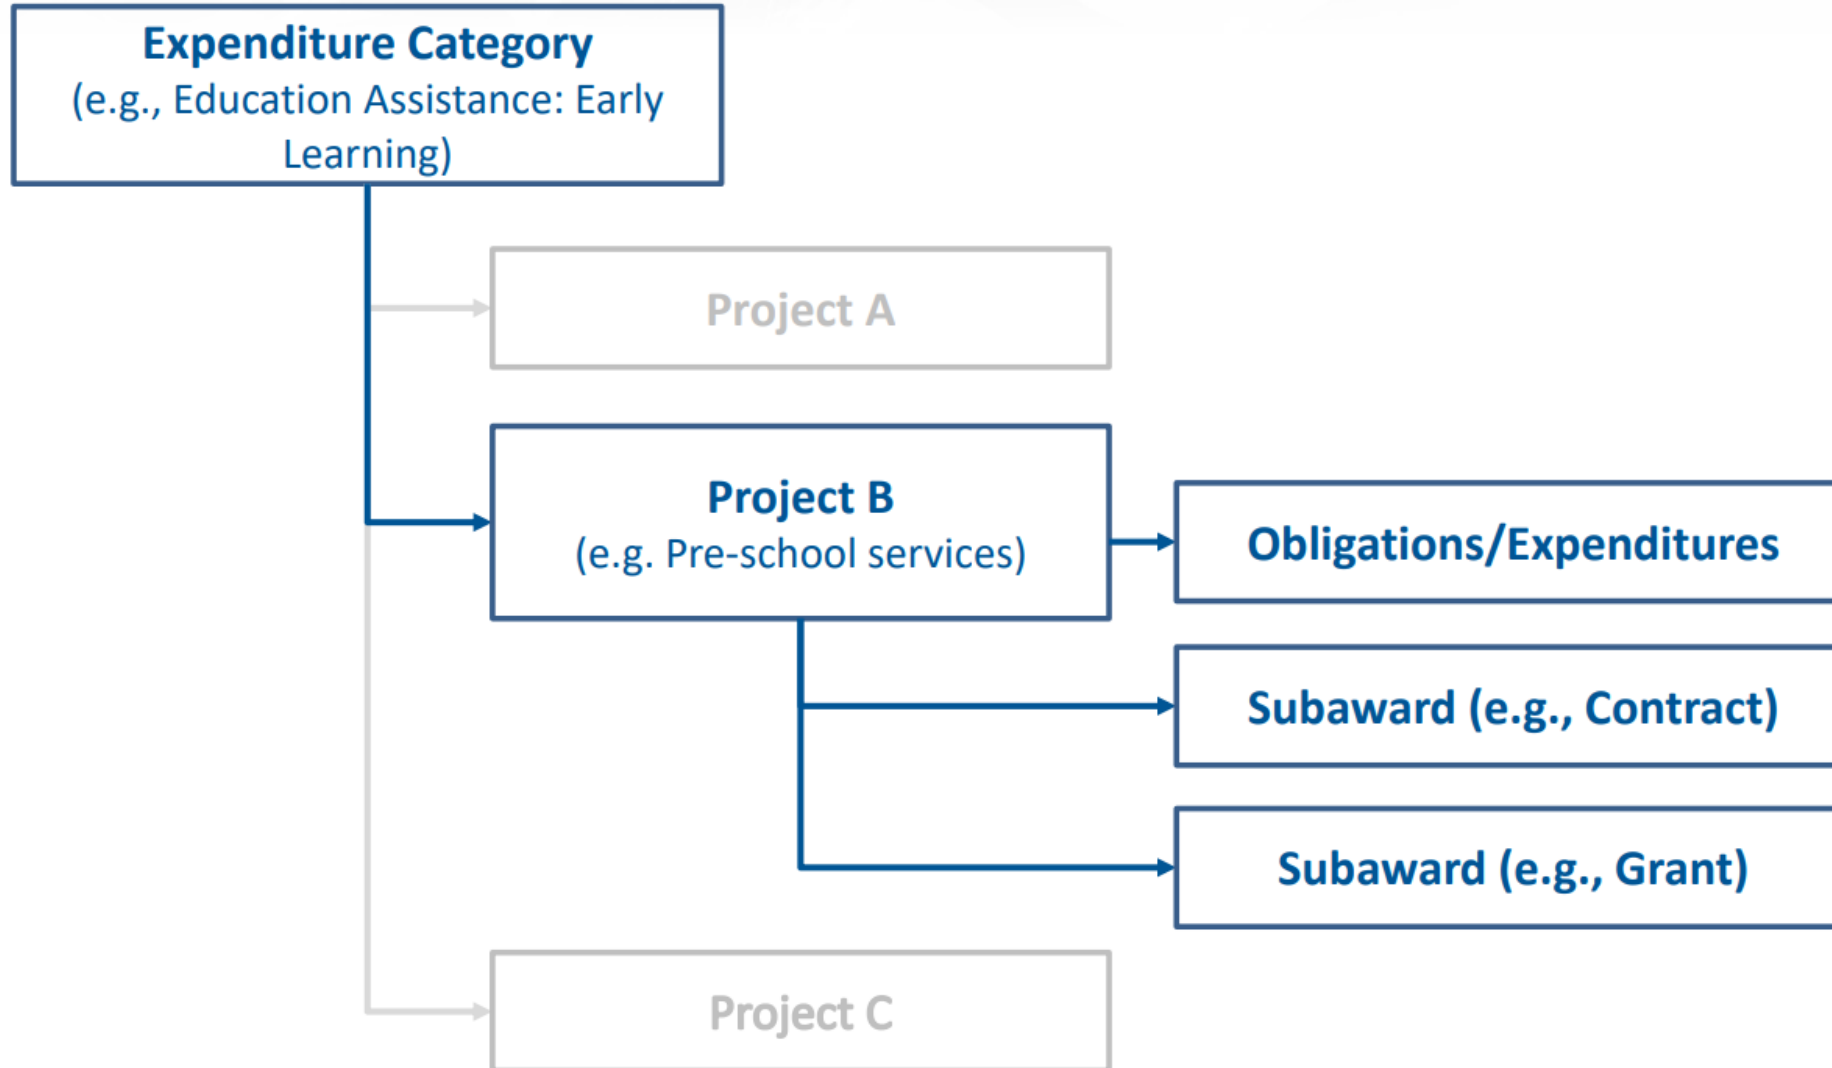 Expenditure Category
(e.g., Education Assistance: Early
Learning)
Project A
Project B
(e.g. Pre-school services)
Obligations/Expenditures
Subaward (e.g., Contract)
Subaward (e.g., Grant)
Project C